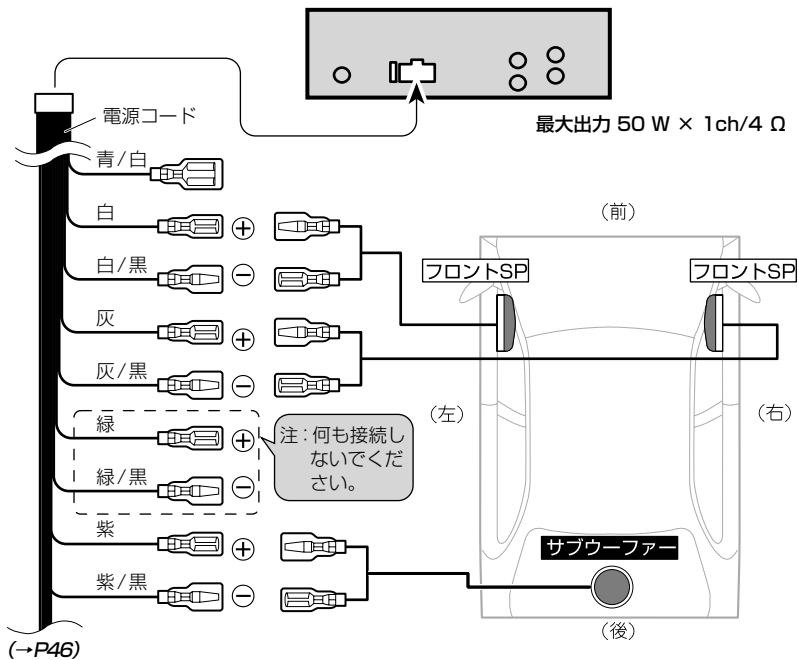 電源コード
最大出力 50 W × 1ch/4 Ω
青/白
白
⊕
白/黒
⊖
灰
⊕
灰/黒
⊖
緑
⊕
緑/黒
⊖
注：何も接続し
ないでくだ
さい。
紫
⊕
紫/黒
⊖
(→P46)
（前）
フロントSP
フロントSP
（左）
（右）
サブウーファー
（後）